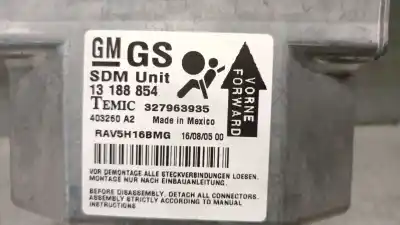 GM GS
SDM Unit
13 188 854
TEMIC 327963935
403260 A2 Made in Mexico
RAV5H16BMG 16/08/05 00
VORNE
FORWARD
VOR DEMONTAGE ALLE STECKVERBINDUNGEN LOESEN.
MONTAGE NUR NACH EINBAUANLEITUNG.
BEFORE DISASSEMBLY, DETACH ALL CONNECTORS.
ASSEMBLY STRICTLY ACCORDING TO MANUAL
INSTRUCTIONS